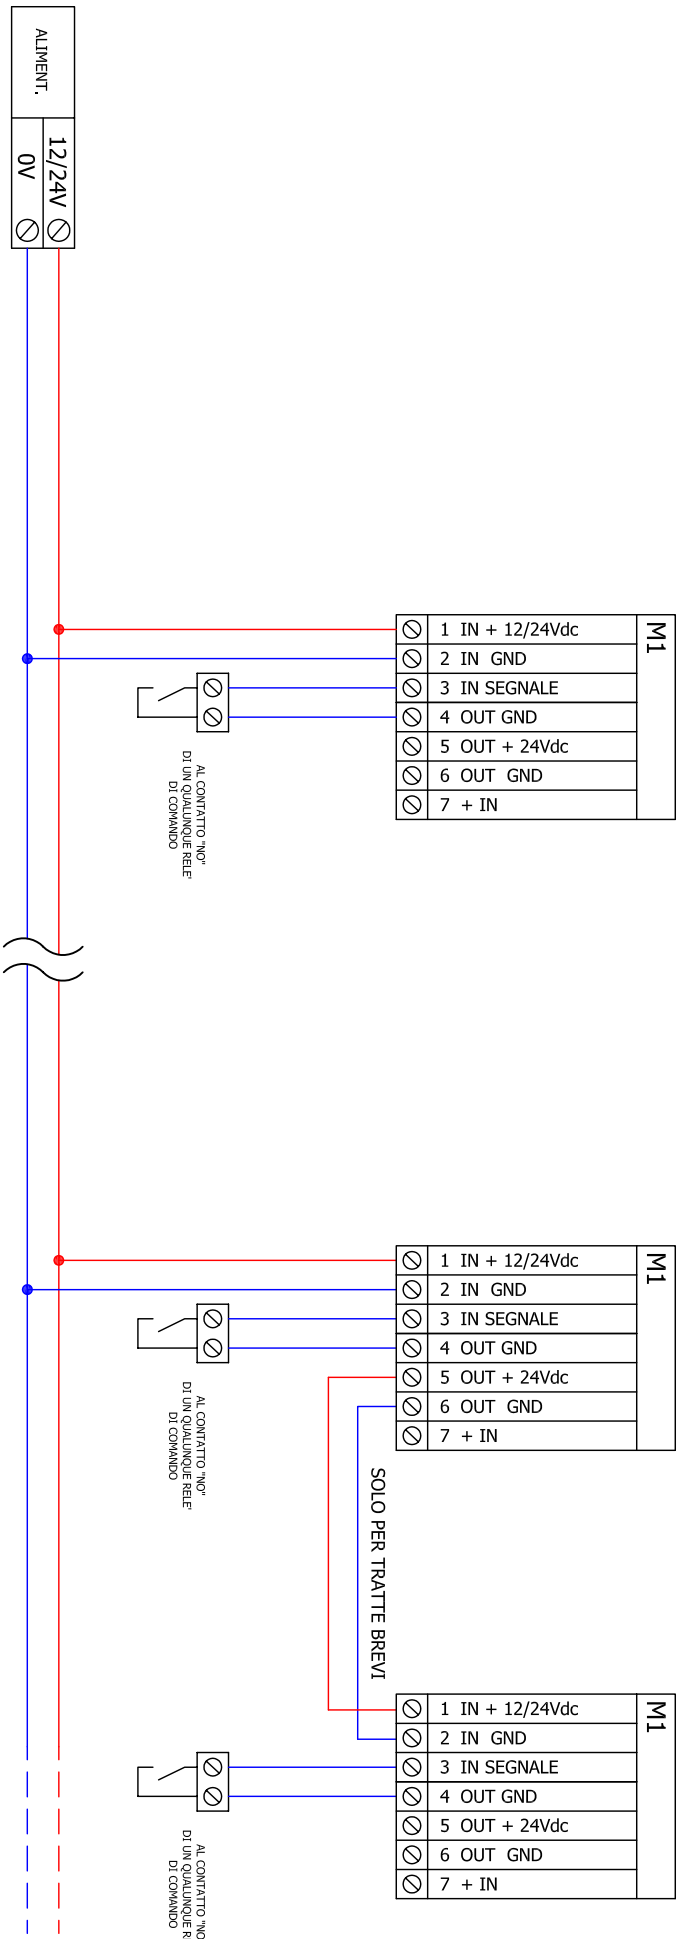 ALIMENT.
12/24V
0V
M1
1 IN + 12/24Vdc
2 IN GND
3 IN SEGNALE
4 OUT GND
5 OUT + 24Vdc
6 OUT GND
7 + IN
AL CONTATTO "NO"
DI UN QUALUNQUE RELE'
DI COMANDO
M1
1 IN + 12/24Vdc
2 IN GND
3 IN SEGNALE
4 OUT GND
5 OUT + 24Vdc
6 OUT GND
7 + IN
AL CONTATTO "NO"
DI UN QUALUNQUE RELE'
DI COMANDO
SOLO PER TRATTE BREVI
M1
1 IN + 12/24Vdc
2 IN GND
3 IN SEGNALE
4 OUT GND
5 OUT + 24Vdc
6 OUT GND
7 + IN
AL CONTATTO "NO
DI UN QUALUNQUE R
DI COMANDO